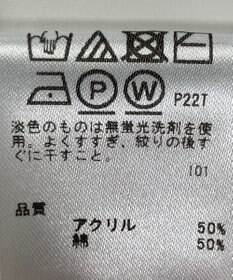 P W P22T
淡色のものは無蛍光洗剤を使
用。よくすすぎ、絞りの後す
ぐに干すこと。
101
品質
アクリル 50%
綿 50%